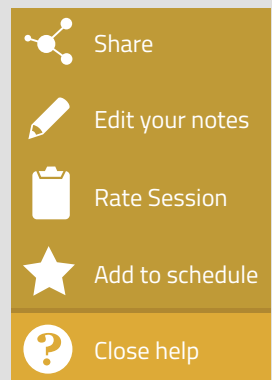 Share
Edit your notes
Rate Session
Add to schedule
? Close help